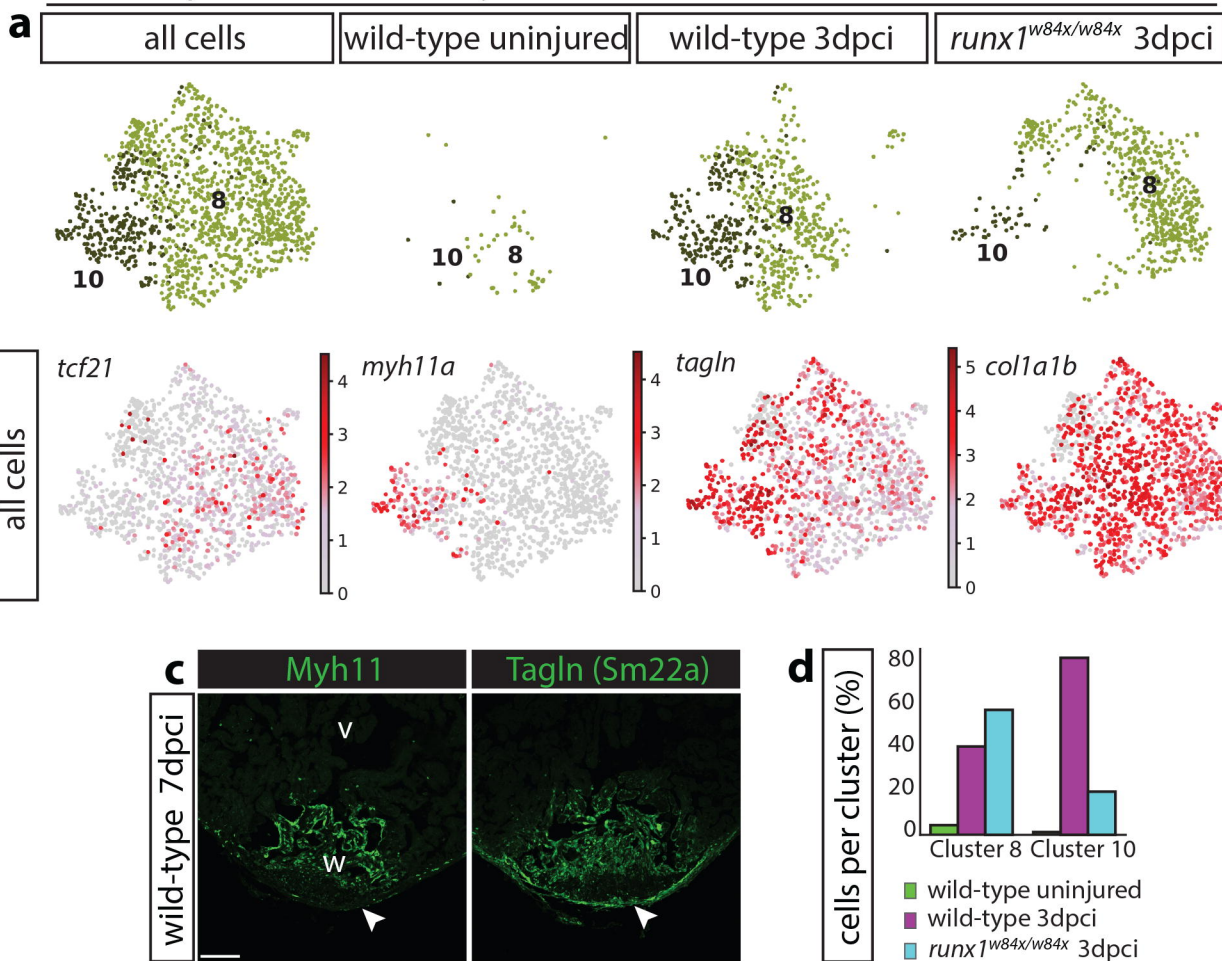 a
all cells
wild-type uninjured
wild-type 3dpci
runx1w84x/w84x 3dpci
8
10
10
8
8
10
8
10
all cells
tcf21
4
3
2
1
0
myh11a
4
3
2
1
0
tagln
5
4
3
2
1
0
col1a1b
c
Myh11
Tagln (Sm22a)
wild-type 7dpci
v
w
d
cells per cluster (%)
80
60
40
20
0
Cluster 8 Cluster 10
wild-type uninjured
wild-type 3dpci
runx1w84x/w84x 3dpci